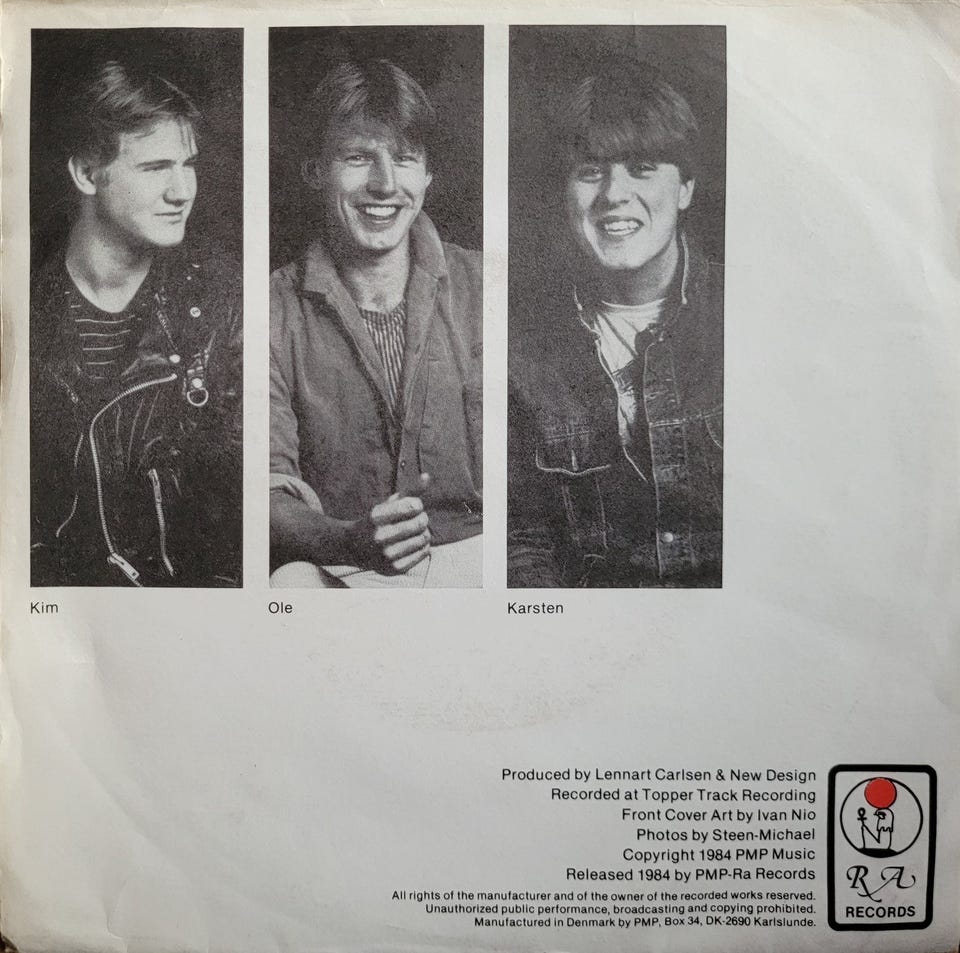 Kim
Ole
Karsten
Produced by Lennart Carlsen & New Design
Recorded at Topper Track Recording
Front Cover Art by Ivan Nio
Photos by Steen-Michael
Copyright 1984 PMP Music
Released 1984 by PMP-Ra Records
All rights of the manufacturer and of the owner of the recorded works reserved.
Unauthorized public performance, broadcasting and copying prohibited.
Manufactured in Denmark by PMP, Box 34, DK-2690 Karlslunde.
RA
RECORDS